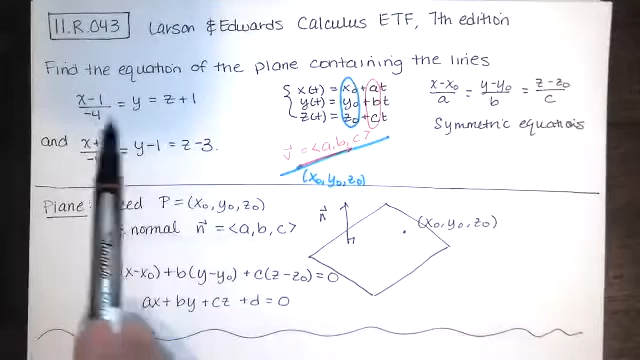 11.R.043 Larson & Edwards Calculus ETF, 7th edition
Find the equation of the plane containing the lines
x-1/-4 = y = z+1
and = y-1 = z-3.
{ x(t) = x₀ + at
y(t) = y₀ + bt
z(t) = z₀ + ct
v⃗ = <a,b,c>
(x₀,y₀,z₀)
x-x₀/a = y-y₀/b = z-z₀/c
Symmetric equations
Plane: P = (x₀,y₀,z₀)
normal n⃗ = <a,b,c>
(x-x₀)+b(y-y₀)+c(z-z₀)=0
ax+by+cz+d=0
n⃗
(x₀,y₀,z₀)